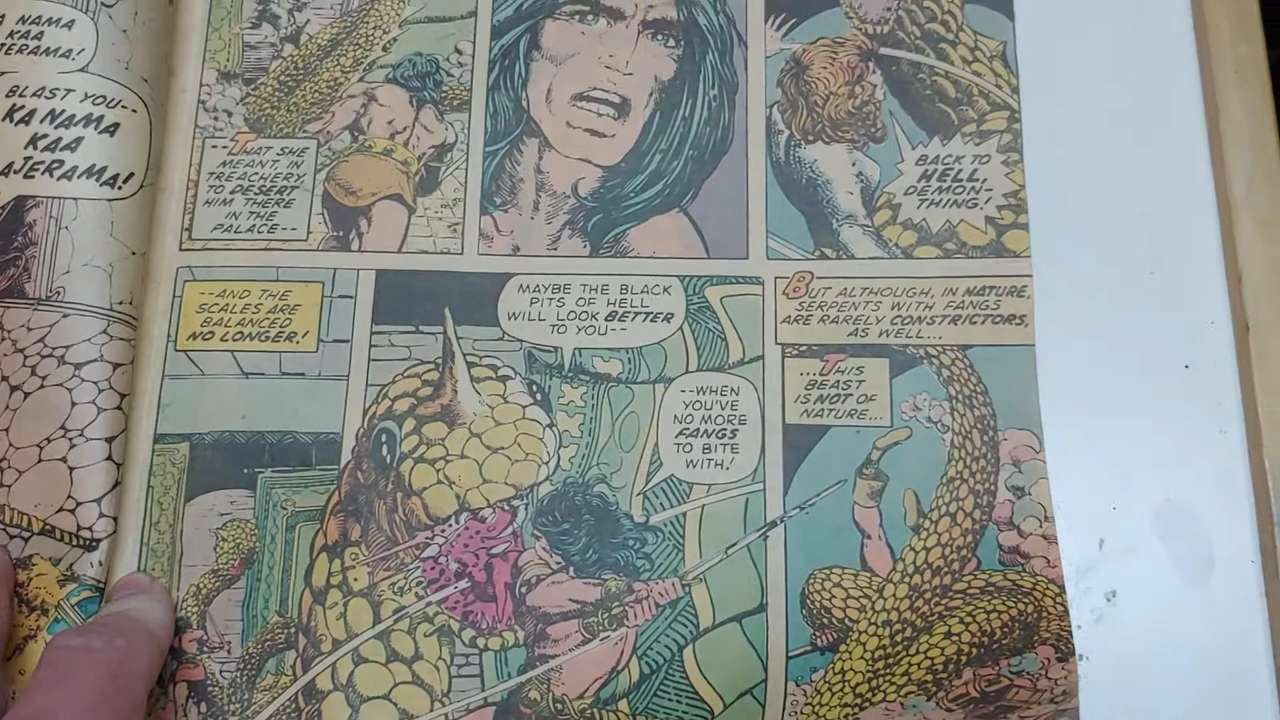 NAMA
KAA
TERAMA!
BLAST YOU--
KA NAMA
KAA
AJERAMA!
--THAT SHE
MEANT, IN
TREACHERY,
TO DESERT
HIM THERE
IN THE
PALACE--
BACK TO
HELL,
DEMON-
THING!
--AND THE
SCALES ARE
BALANCED
NO LONGER!
MAYBE THE BLACK
PITS OF HELL
WILL LOOK BETTER
TO YOU--
--WHEN
YOU'VE
NO MORE
FANGS
TO BITE
WITH!
BUT ALTHOUGH, IN NATURE,
SERPENTS WITH FANGS
ARE RARELY CONSTRICTORS,
AS WELL...
...THIS
BEAST
IS NOT OF
NATURE...